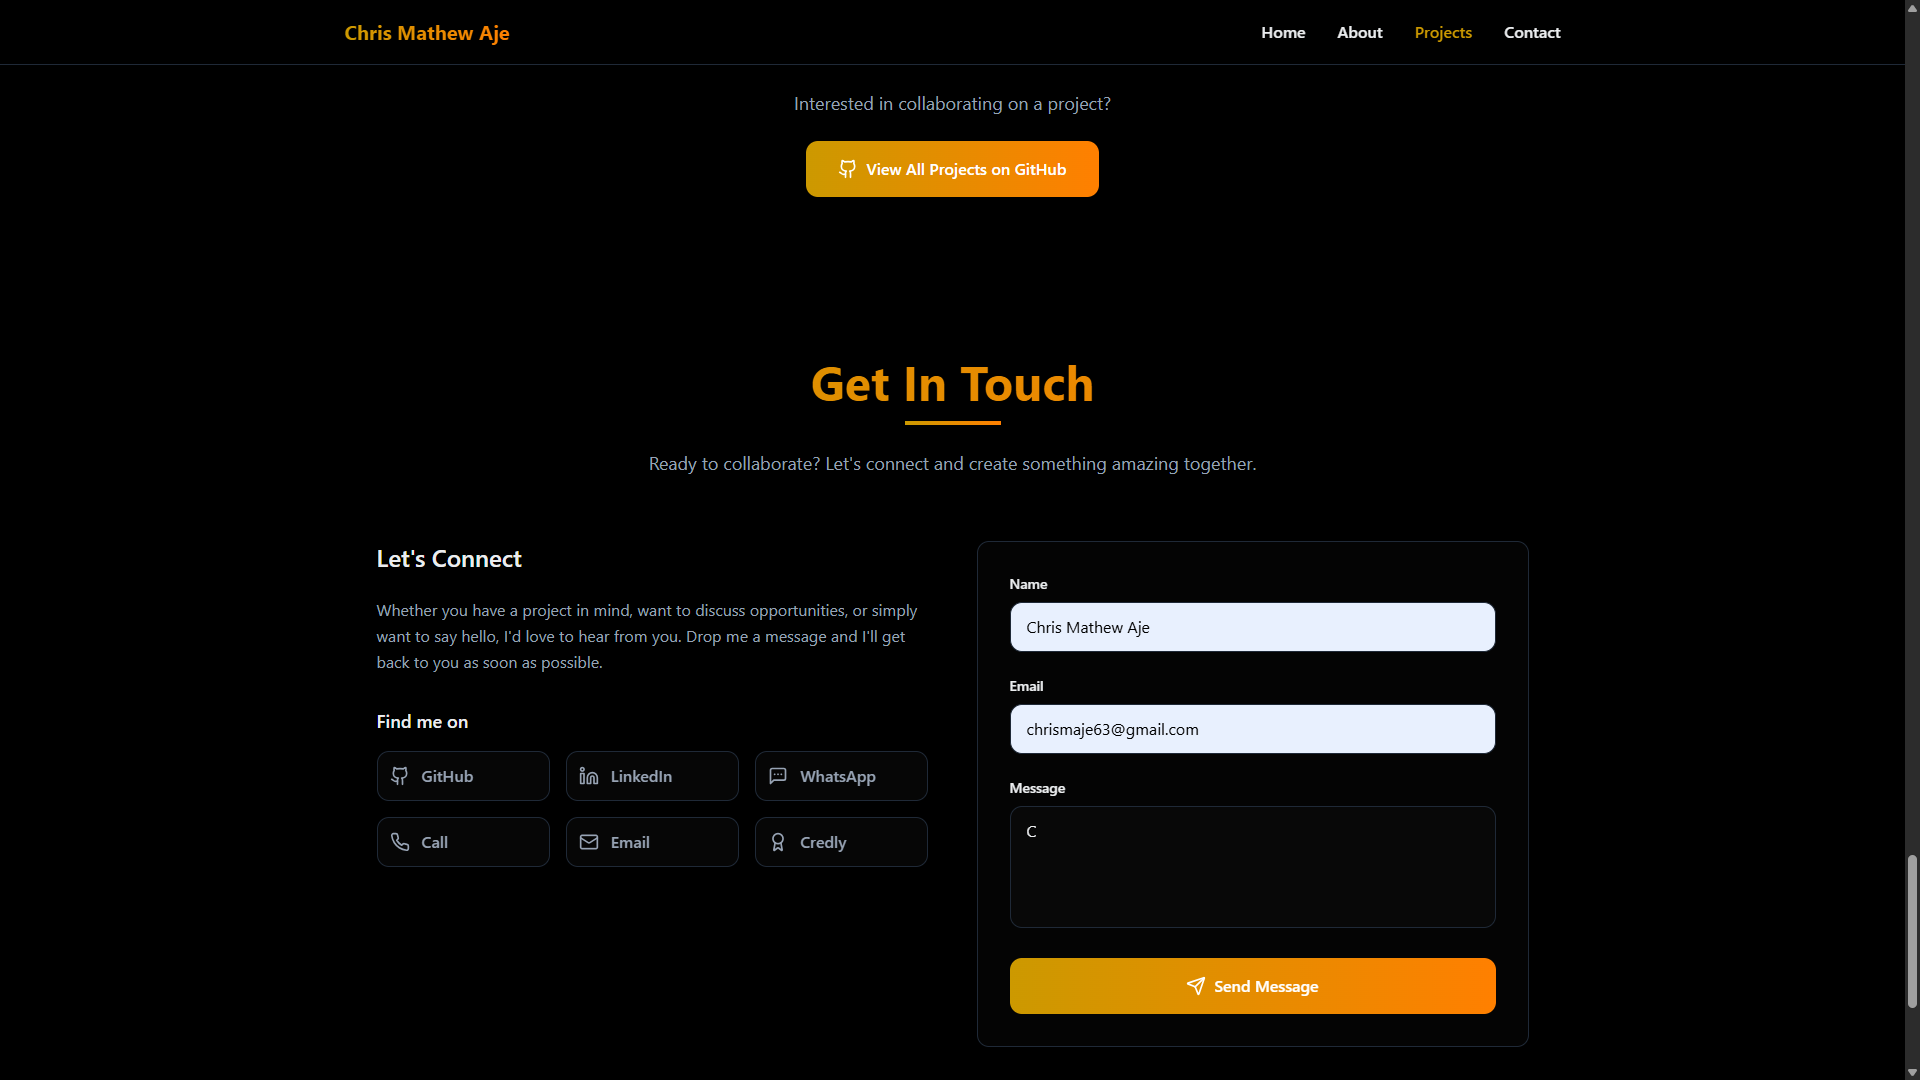 Chris Mathew Aje
Home
About
Projects
Contact
Interested in collaborating on a project?
View All Projects on GitHub
Get In Touch
Ready to collaborate? Let's connect and create something amazing together.
Let's Connect
Whether you have a project in mind, want to discuss opportunities, or simply
want to say hello, I'd love to hear from you. Drop me a message and I'll get
back to you as soon as possible.
Find me on
GitHub
LinkedIn
WhatsApp
Call
Email
Credly
Name
Chris Mathew Aje
Email
chrismaje63@gmail.com
Message
C
Send Message